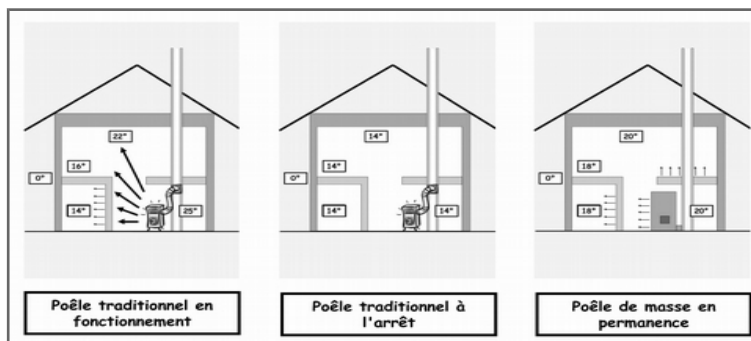 22°
16°
0°
14°
25°
Poêle traditionnel en
fonctionnement
14°
14°
0°
14°
14°
Poêle traditionnel à
l'arrêt
20°
18°
0°
18°
20°
Poêle de masse en
permanence